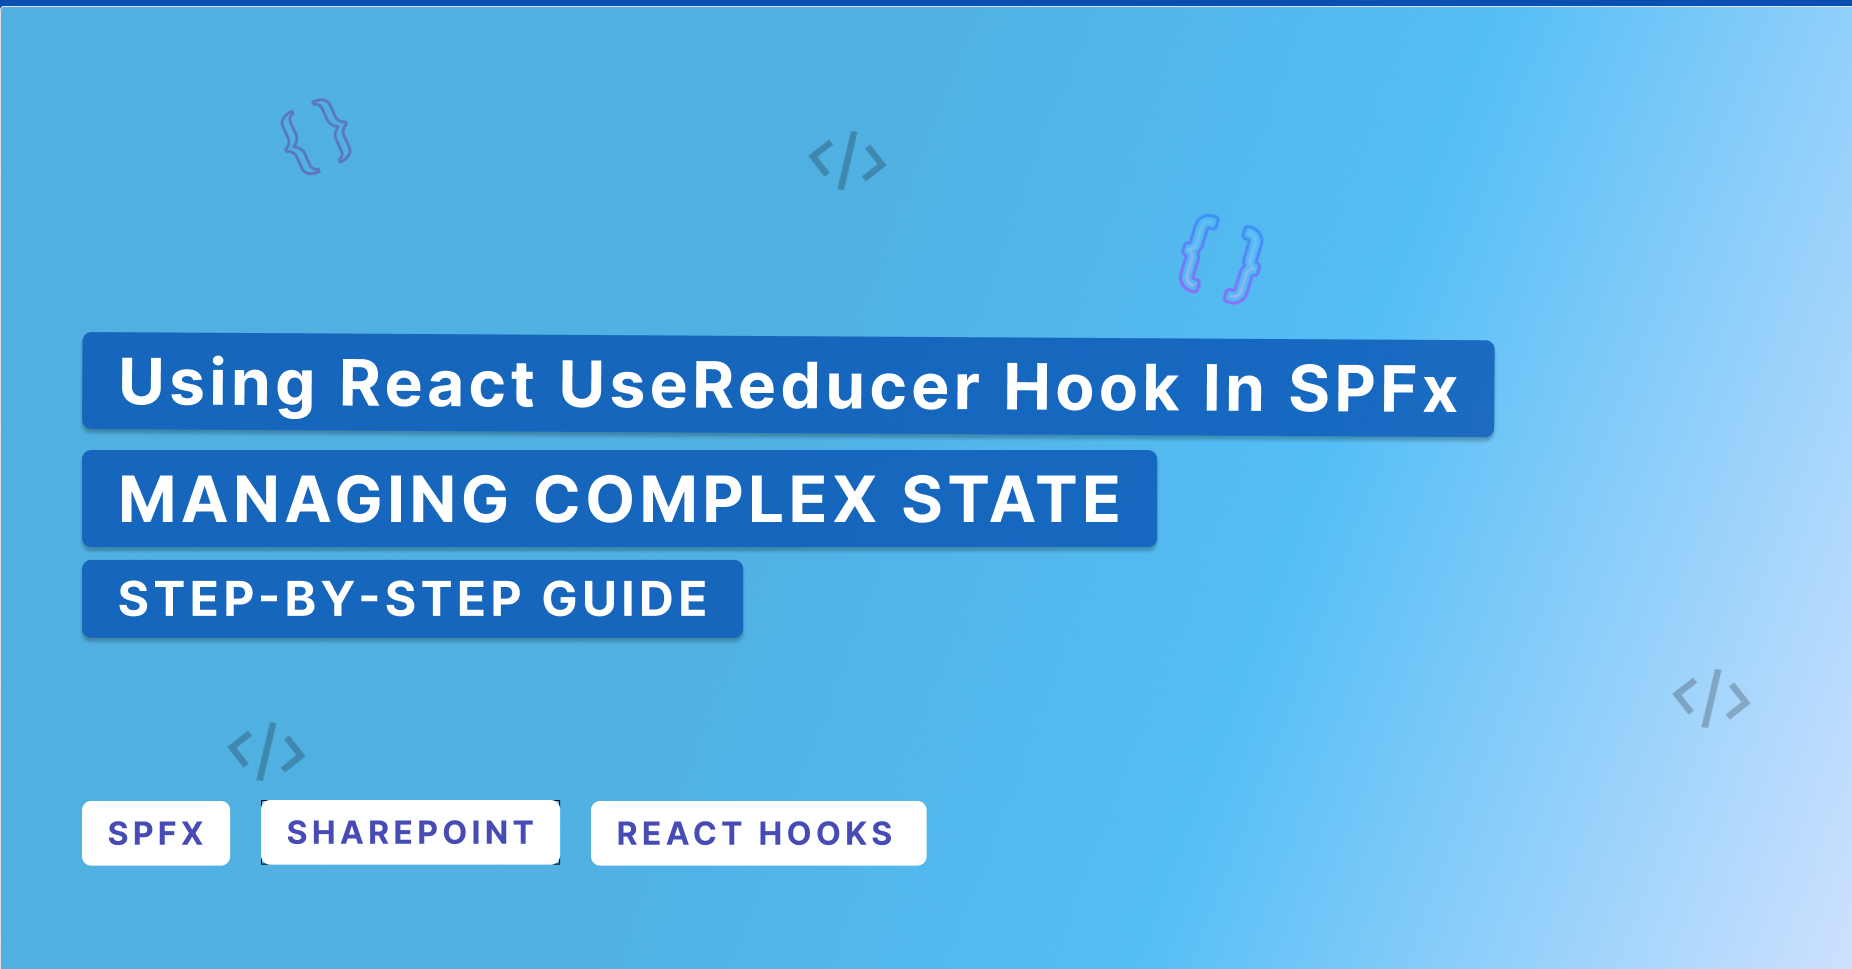 Using React UseReducer Hook In SPFx
MANAGING COMPLEX STATE
STEP-BY-STEP GUIDE
SPFX
SHAREPOINT
REACT HOOKS